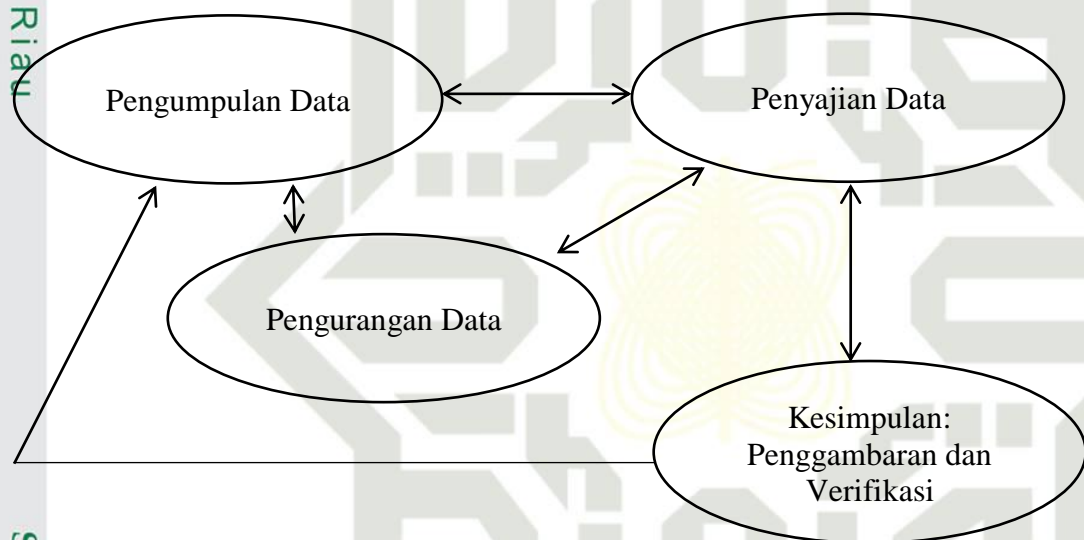 Riau
Pengumpulan Data
Penyajian Data
Pengurangan Data
Kesimpulan:
Penggambaran dan
Verifikasi